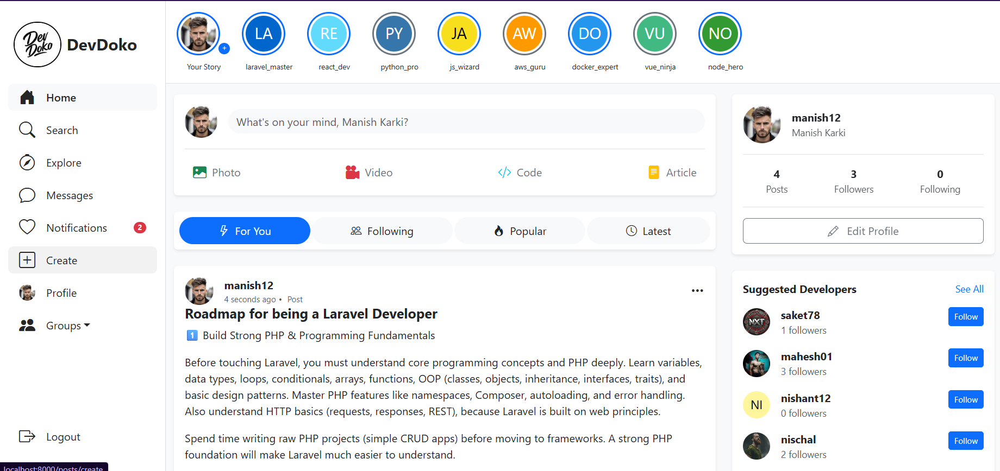 Dev
Doko
DevDoko
Home
Search
Explore
Messages
Notifications
2
Create
Profile
Groups
Logout
localhost:8000/posts/create
+
Your Story
LA
laravel_master
RE
react_dev
PY
python_pro
JA
js_wizard
AW
aws_guru
DO
docker_expert
VU
vue_ninja
NO
node_hero
What's on your mind, Manish Karki?
Photo
Video
Code
Article
For You
Following
Popular
Latest
manish12
4 seconds ago • Post
Roadmap for being a Laravel Developer
1️⃣ Build Strong PHP & Programming Fundamentals
Before touching Laravel, you must understand core programming concepts and PHP deeply. Learn variables,
data types, loops, conditionals, arrays, functions, OOP (classes, objects, inheritance, interfaces, traits), and
basic design patterns. Master PHP features like namespaces, Composer, autoloading, and error handling.
Also understand HTTP basics (requests, responses, REST), because Laravel is built on web principles.
Spend time writing raw PHP projects (simple CRUD apps) before moving to frameworks. A strong PHP
foundation will make Laravel much easier to understand.
manish12
Manish Karki
4
Posts
3
Followers
0
Following
Edit Profile
Suggested Developers
See All
NXT
saket78
1 followers
Follow
mahesh01
3 followers
Follow
NI
nishant12
0 followers
Follow
nischal
2 followers
Follow